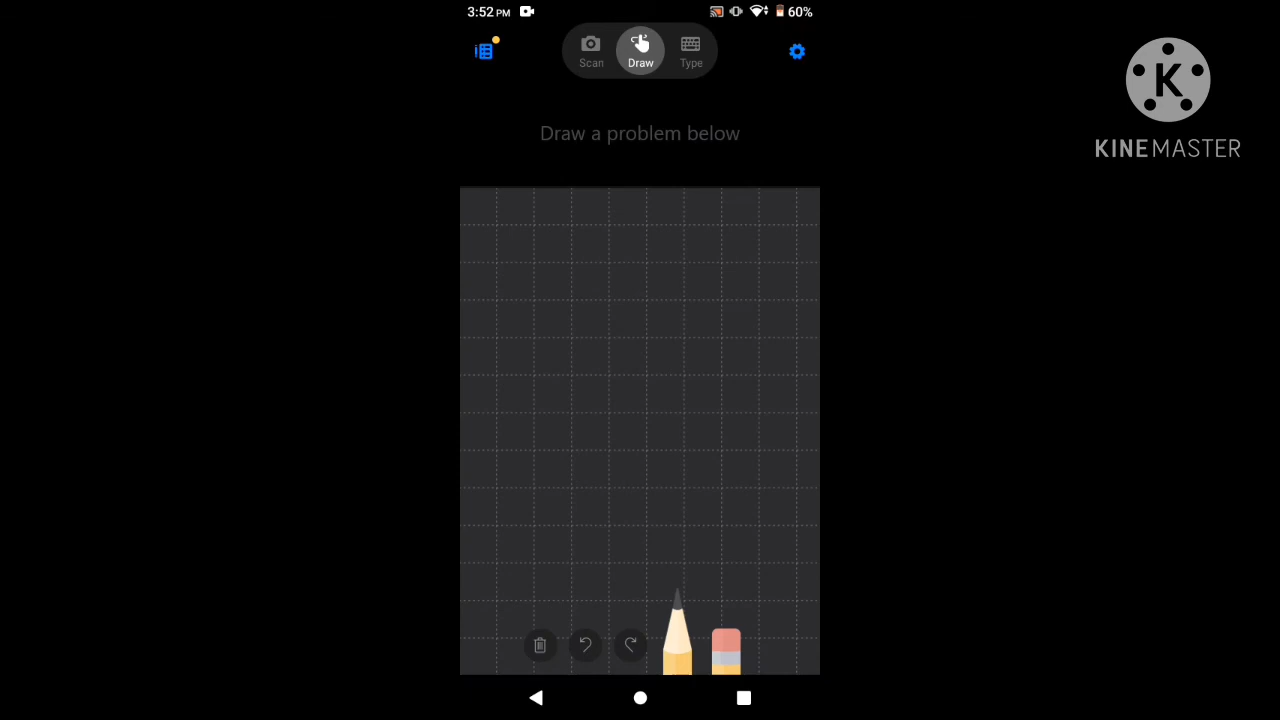 3:52 PM
60%
Scan
Draw
Type
Draw a problem below
K
KINEMASTER